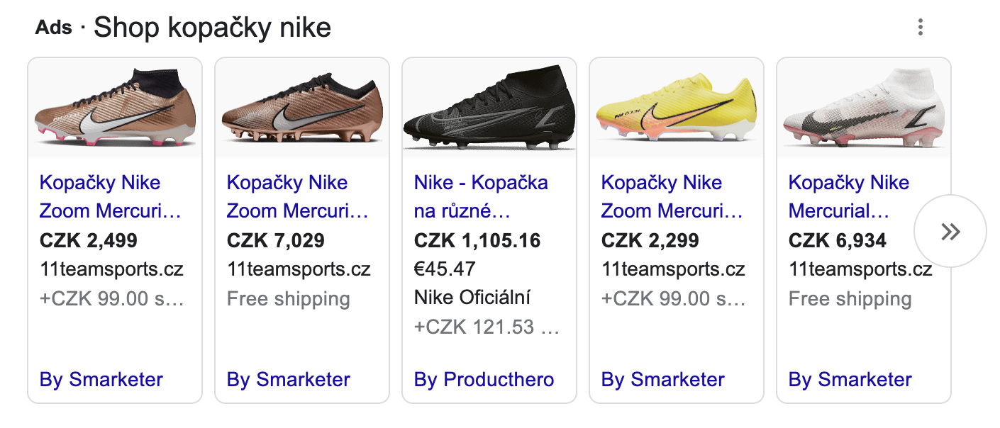 Ads · Shop kopačky nike
Kopačky Nike
Zoom Mercuri...
CZK 2,499
11teamsports.cz
+CZK 99.00 s...
By Smarketer
Kopačky Nike
Zoom Mercuri...
CZK 7,029
11teamsports.cz
Free shipping
By Smarketer
Nike - Kopačka
na různé...
CZK 1,105.16
€45.47
Nike Oficiální
+CZK 121.53 ...
By Producthero
Kopačky Nike
Zoom Mercuri...
CZK 2,299
11teamsports.cz
+CZK 99.00 s...
By Smarketer
Kopačky Nike
Mercurial...
CZK 6,934
11teamsports.cz
Free shipping
By Smarketer